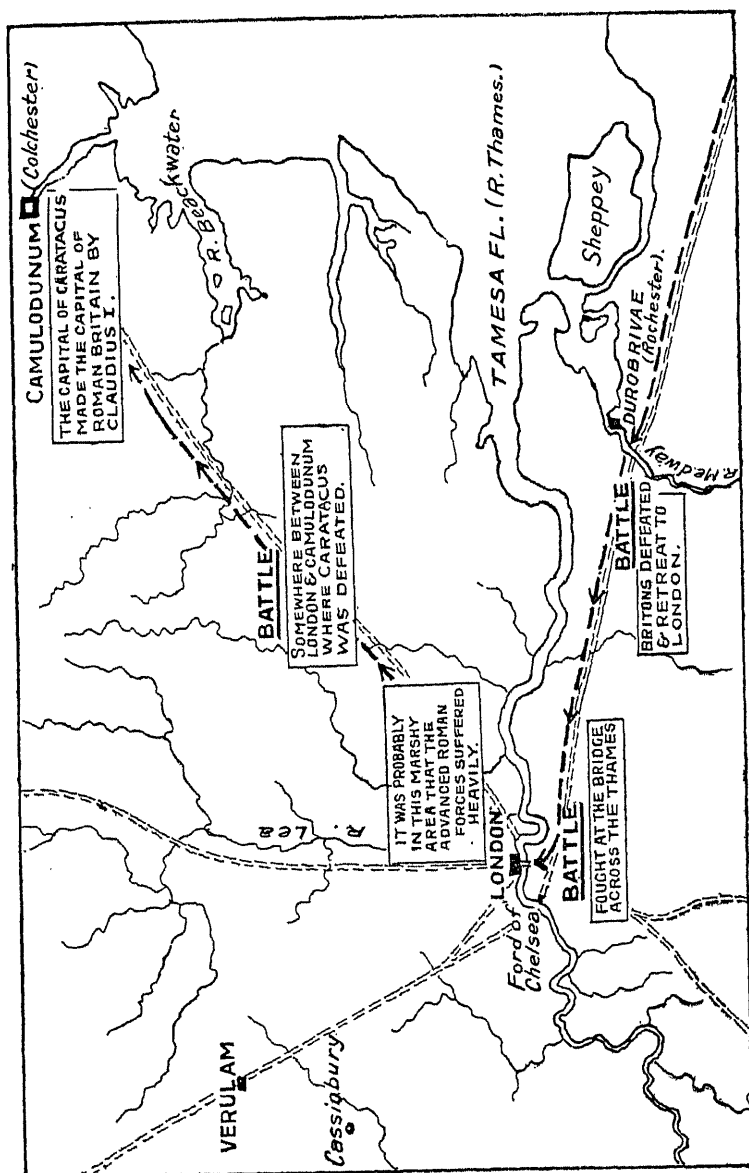 CAMULODUNUM (Colchester)
THE CAPITAL OF CARATACUS
MADE THE CAPITAL OF
ROMAN BRITAIN BY
CLAUDIUS I.
R. Beackwater
BATTLE
SOMEWHERE BETWEEN
LONDON & CAMULODUNUM
WHERE CARATACUS
WAS DEFEATED.
VERULAM
Cassiabury
R. Lea
IT WAS PROBABLY
IN THIS MARSHY
AREA THAT THE
ADVANCED ROMAN
FORCES SUFFERED
HEAVILY.
LONDON
Ford of
Chelsea
TAMESA FL. (R. Thames.)
Sheppey
BATTLE
FOUGHT AT THE BRIDGE
ACROSS THE THAMES
BATTLE
BRITONS DEFEATED
& RETREAT TO
LONDON.
DUROBRIVAE
(Rochester).
R. Medway